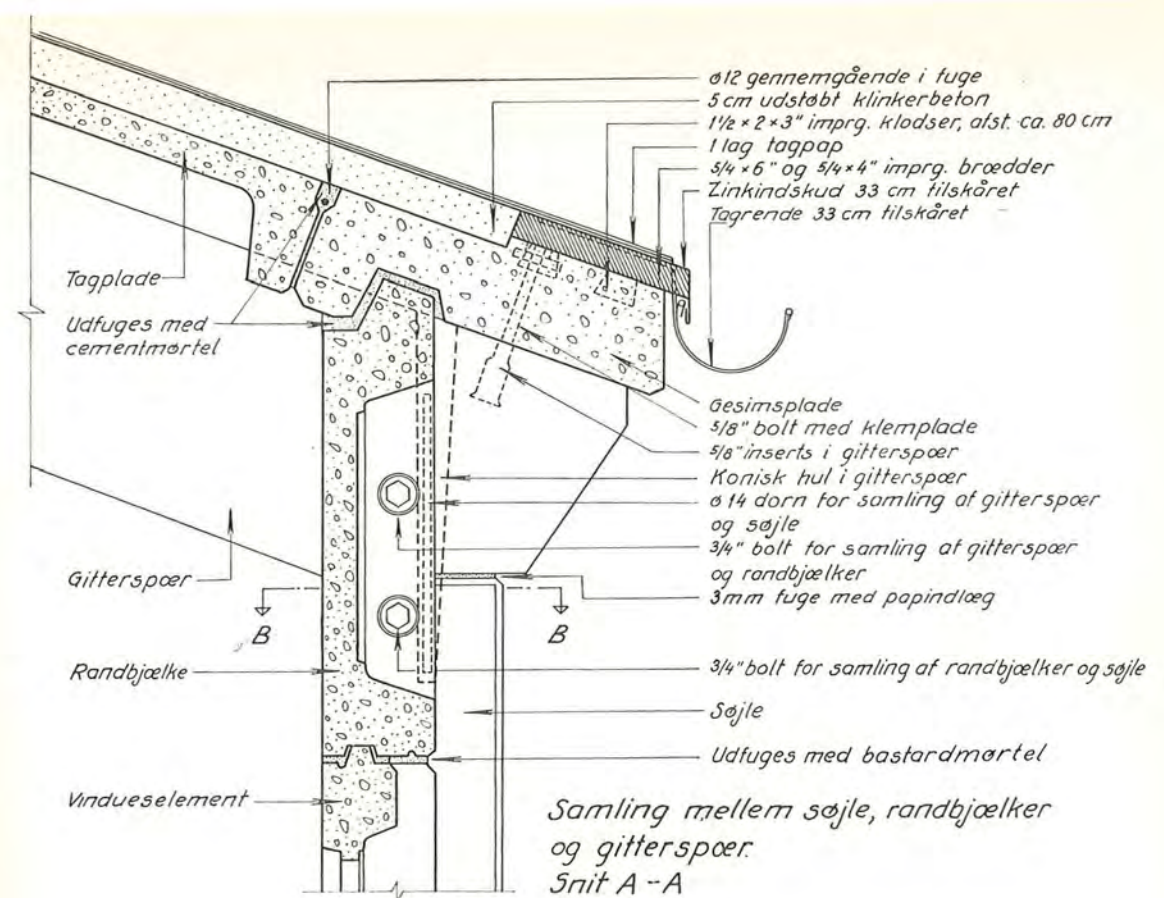 ø12 gennemgående i fuge
5 cm udstøbt klinkerbeton
1 1/2 × 2 × 3" imprg. klodser, afst. ca. 80 cm
1 lag tagpap
5/4 × 6" og 5/4 × 4" imprg. brædder
Zinkindskud 33 cm tilskåret
Tagrende 33 cm tilskåret
Tagplade
Udfuges med
cementmørtel
Gesimsplade
5/8" bolt med klemplade
5/8" inserts i gitterspær
Konisk hul i gitterspær
ø 14 dorn for samling af gitterspær
og søjle
3/4" bolt for samling af gitterspær
og randbjælker
3mm fuge med papindlæg
Gitterspær
B
B
Randbjælke
3/4" bolt for samling af randbjælker og søjle
Søjle
Udfuges med bastardmørtel
Vindueselement
Samling mellem søjle, randbjælker
og gitterspær.
Snit A-A